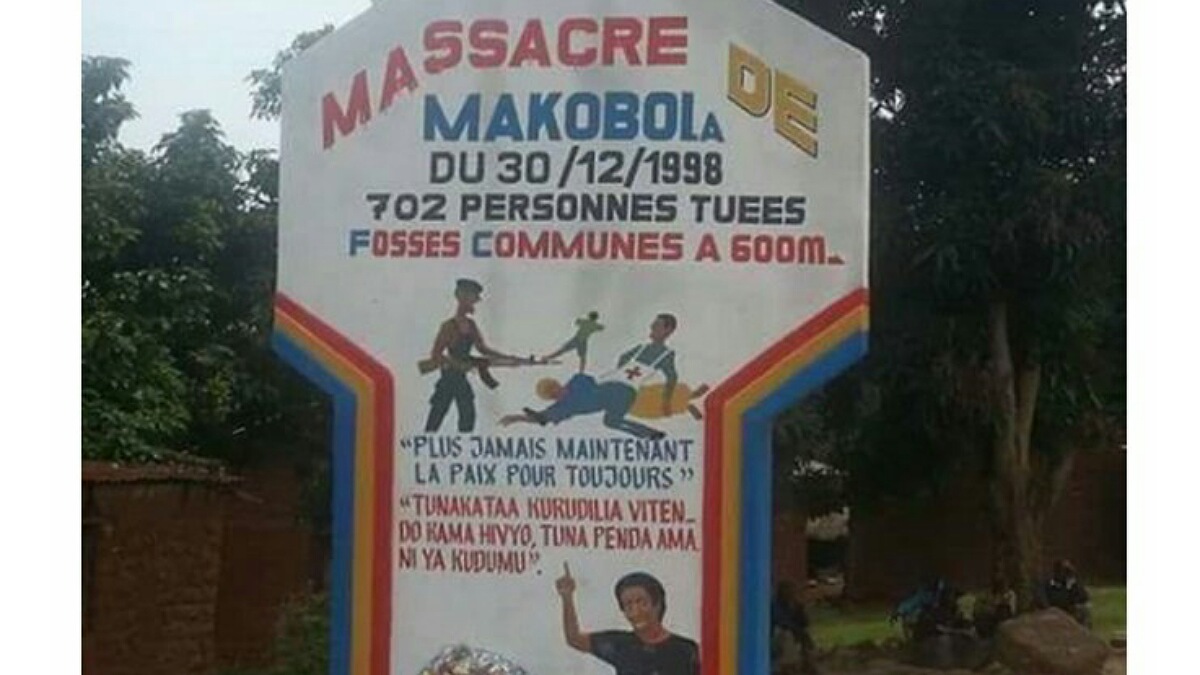 MASSACRE DE
MAKOBOLA
DU 30/12/1998
702 PERSONNES TUEES
FOSSES COMMUNES A 600M_
"PLUS JAMAIS MAINTENANT
LA PAIX POUR TOUJOURS"
"TUNAKATAA KURUDILIA VITEN_
DO KAMA HIVYO, TUNA PENDA AMA_
NI YA KUDUMU".